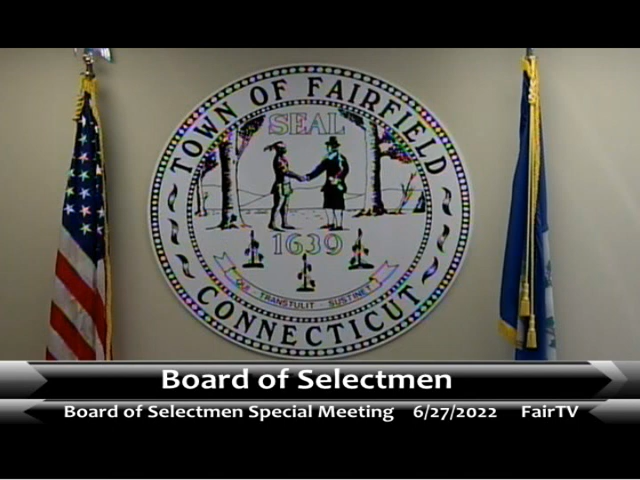 TOWN OF FAIRFIELD
SEAL
1639
QUI TRANSTULIT SUSTINET
CONNECTICUT
Board of Selectmen
Board of Selectmen Special Meeting 6/27/2022 FairTV